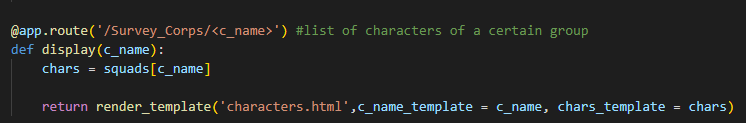 @app.route('/Survey_Corps/<c_name>') #list of characters of a certain group
def display(c_name):
    chars = squads[c_name]
    return render_template('characters.html',c_name_template = c_name, chars_template = chars)